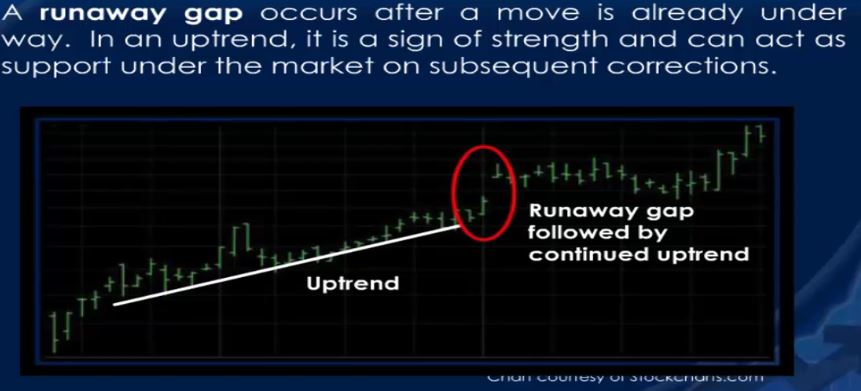 A runaway gap occurs after a move is already under
way. In an uptrend, it is a sign of strength and can act as
support under the market on subsequent corrections.
Runaway gap
followed by
continued uptrend
Uptrend
Chart courtesy of StockCharts.com